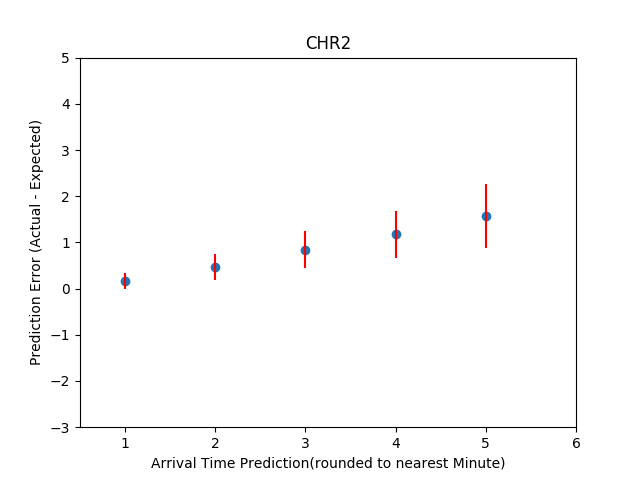 CHR2
5
4
3
2
1
0
−1
−2
−3
Prediction Error (Actual - Expected)
1 2 3 4 5 6
Arrival Time Prediction(rounded to nearest Minute)